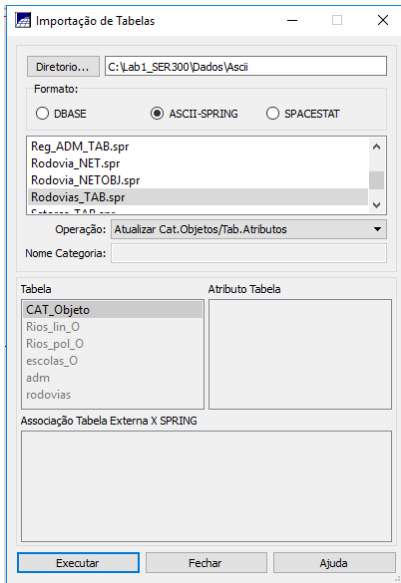 Importação de Tabelas
Diretorio... C:\Lab1_SER300\Dados\Ascii
Formato:
DBASE ASCII-SPRING SPACESTAT
Reg_ADM_TAB.spr
Rodovia_NET.spr
Rodovia_NETOBJ.spr
Rodovias_TAB.spr
Operação: Atualizar Cat.Objetos/Tab.Atributos
Nome Categoria:
Tabela Atributo Tabela
CAT_Objeto
Rios_lin_O
Rios_pol_O
escolas_O
adm
rodovias
Associação Tabela Externa X SPRING
Executar Fechar Ajuda